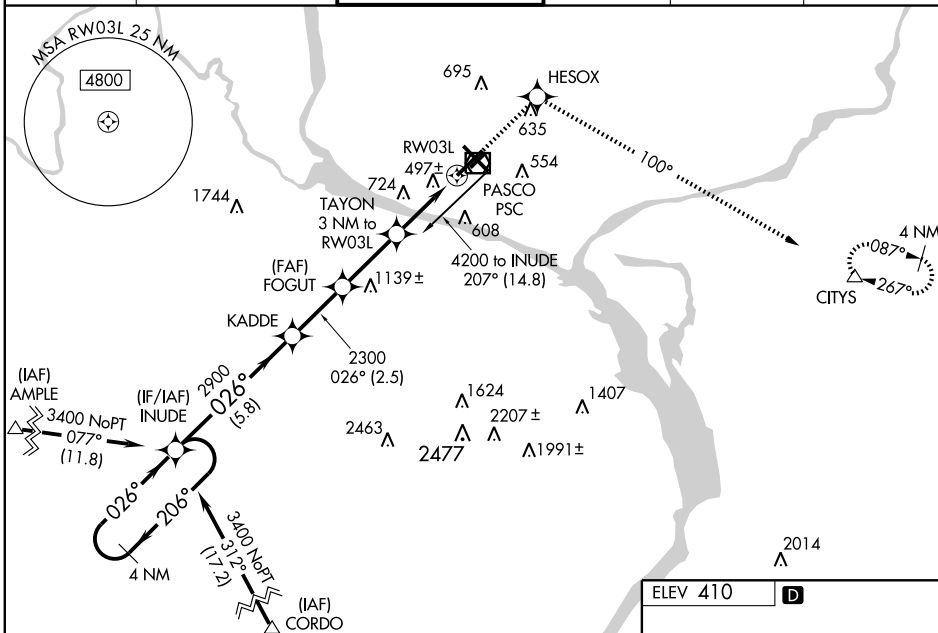 MSA RW03L 25 NM
4800
695
HESOX
635
RW03L
497±
554
724
PASCO
PSC
1744
TAYON
3 NM to
RW03L
608
100°
4 NM
087°
267°
CITYS
4200 to INUDE
207° (14.8)
(FAF)
FOGUT
1139±
KADDE
2300
026° (2.5)
(IAF)
AMPLE
3400 NoPT
077°
(11.8)
(IF/IAF)
INUDE
2900
026°
(5.8)
1624
1407
2207 ±
2463
2477
1991±
026°
206°
4 NM
3400 NoPT
312°
(17.2)
(IAF)
CORDO
2014
ELEV 410
D